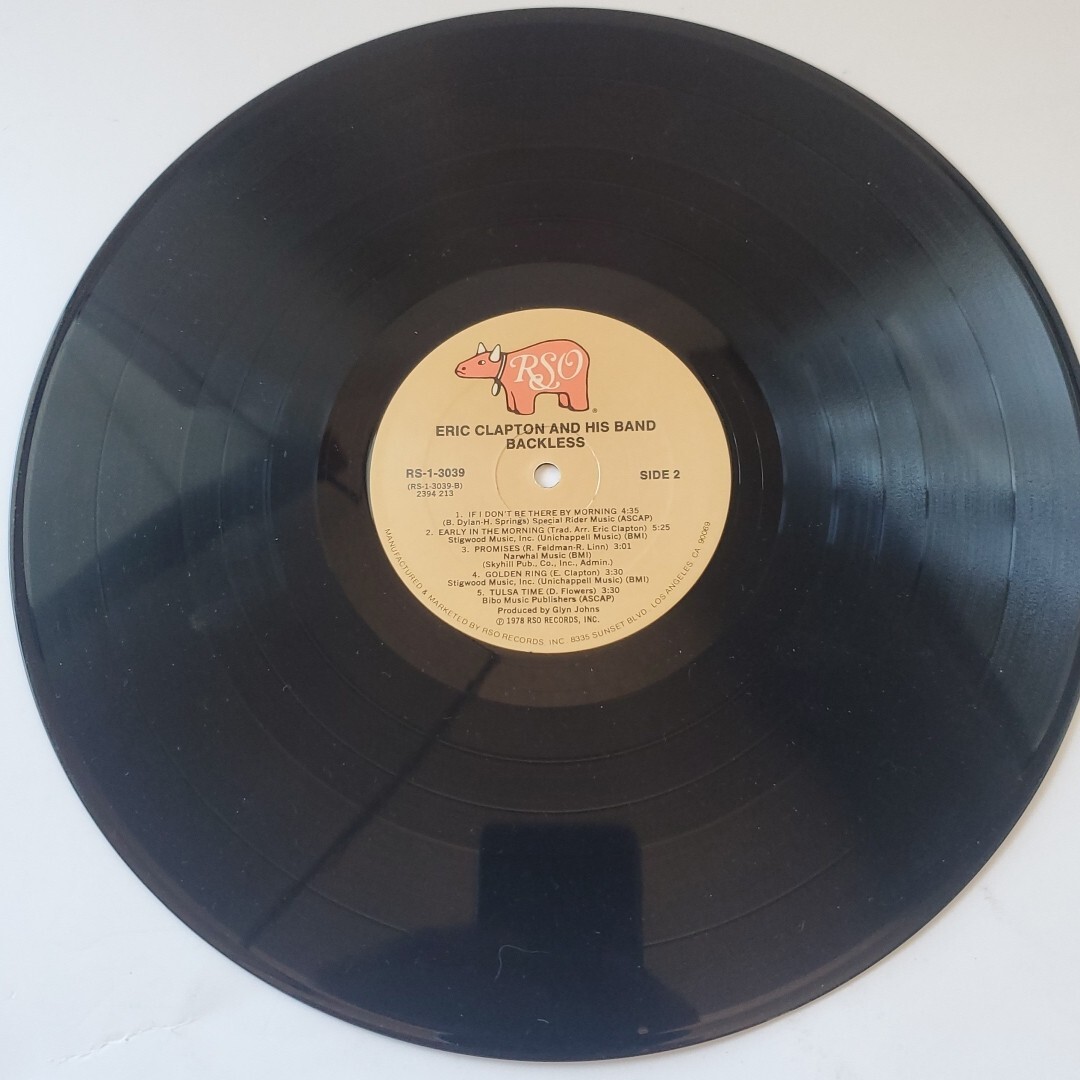 RSO
ERIC CLAPTON AND HIS BAND
BACKLESS
RS-1-3039
(RS-1-3039-B)
2394 213
SIDE 2
1. IF I DON'T BE THERE BY MORNING 4:35
(B. Dylan-H. Springs) Special Rider Music (ASCAP)
2. EARLY IN THE MORNING (Trad. Arr. Eric Clapton) 5:25
Stigwood Music, Inc. (Unichappell Music) (BMI)
3. PROMISES (R. Feldman-R. Linn) 3:01
Narwhal Music (BMI)
(Skyhill Pub., Co., Inc., Admin.)
4. GOLDEN RING (E. Clapton) 3:30
Stigwood Music, Inc. (Unichappell Music) (BMI)
5. TULSA TIME (D. Flowers) 3:30
Bibo Music Publishers (ASCAP)
Produced by Glyn Johns
℗ 1978 RSO RECORDS, INC.
MANUFACTURED & MARKETED BY RSO RECORDS, INC. 8335 SUNSET BLVD. LOS ANGELES, CA. 90069